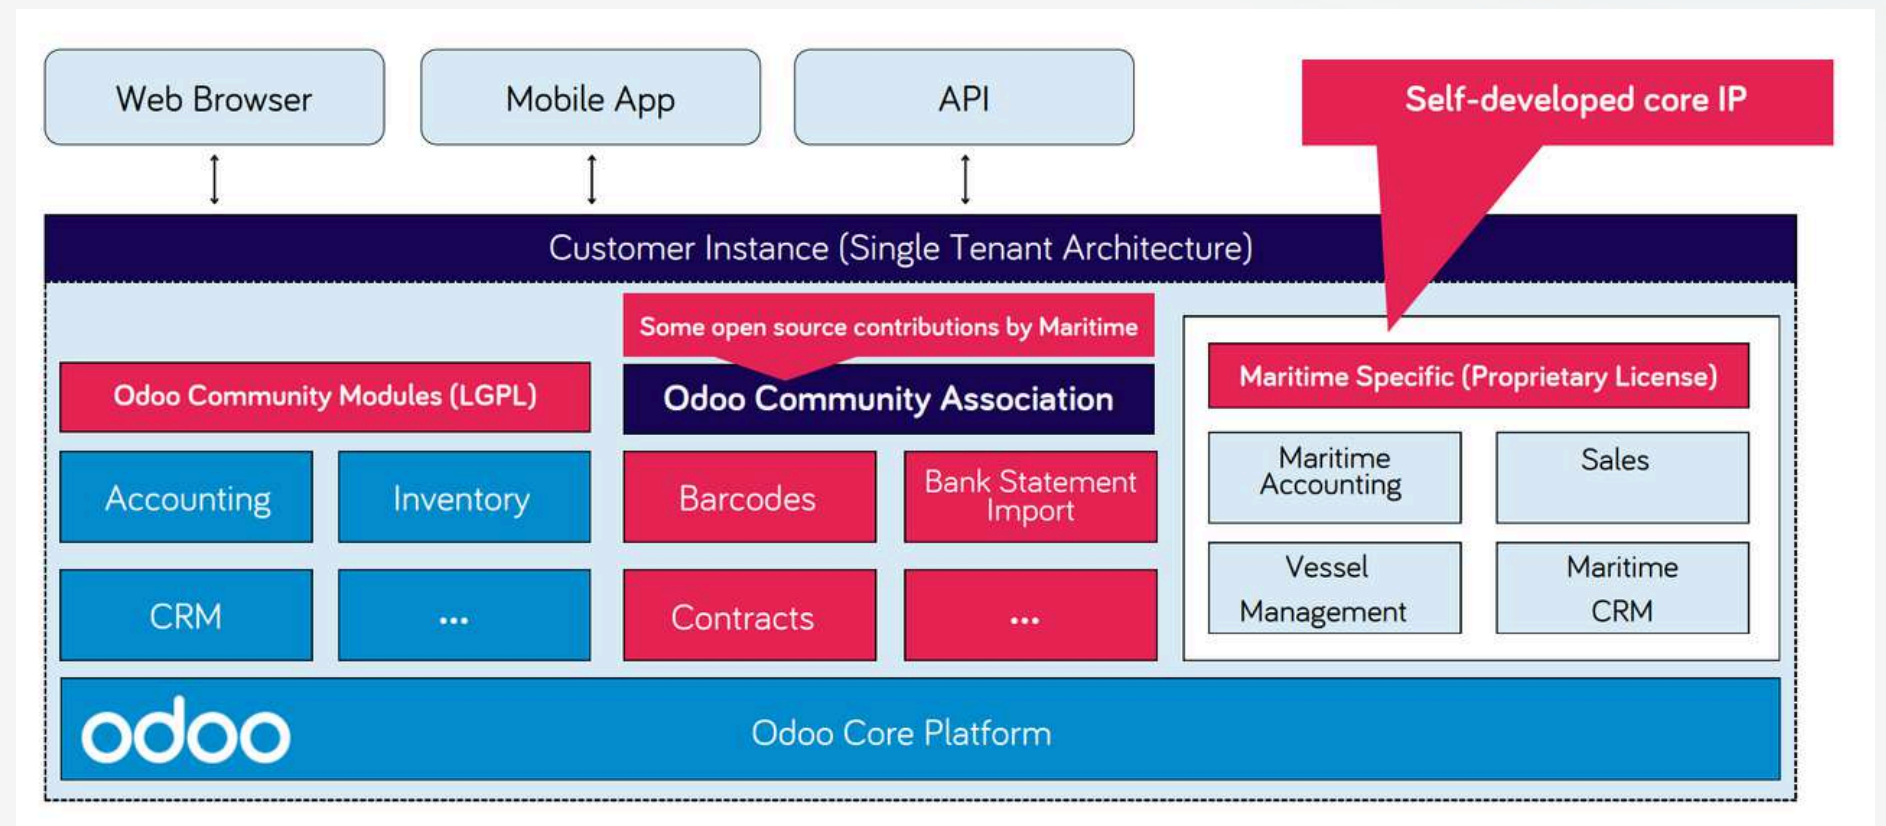 Web Browser
Mobile App
API
Self-developed core IP
Customer Instance (Single Tenant Architecture)
Some open source contributions by Maritime
Odoo Community Modules (LGPL)
Odoo Community Association
Maritime Specific (Proprietary License)
Accounting
Inventory
CRM
...
Barcodes
Bank Statement
Import
Contracts
...
Maritime
Accounting
Sales
Vessel
Management
Maritime
CRM
odoo
Odoo Core Platform